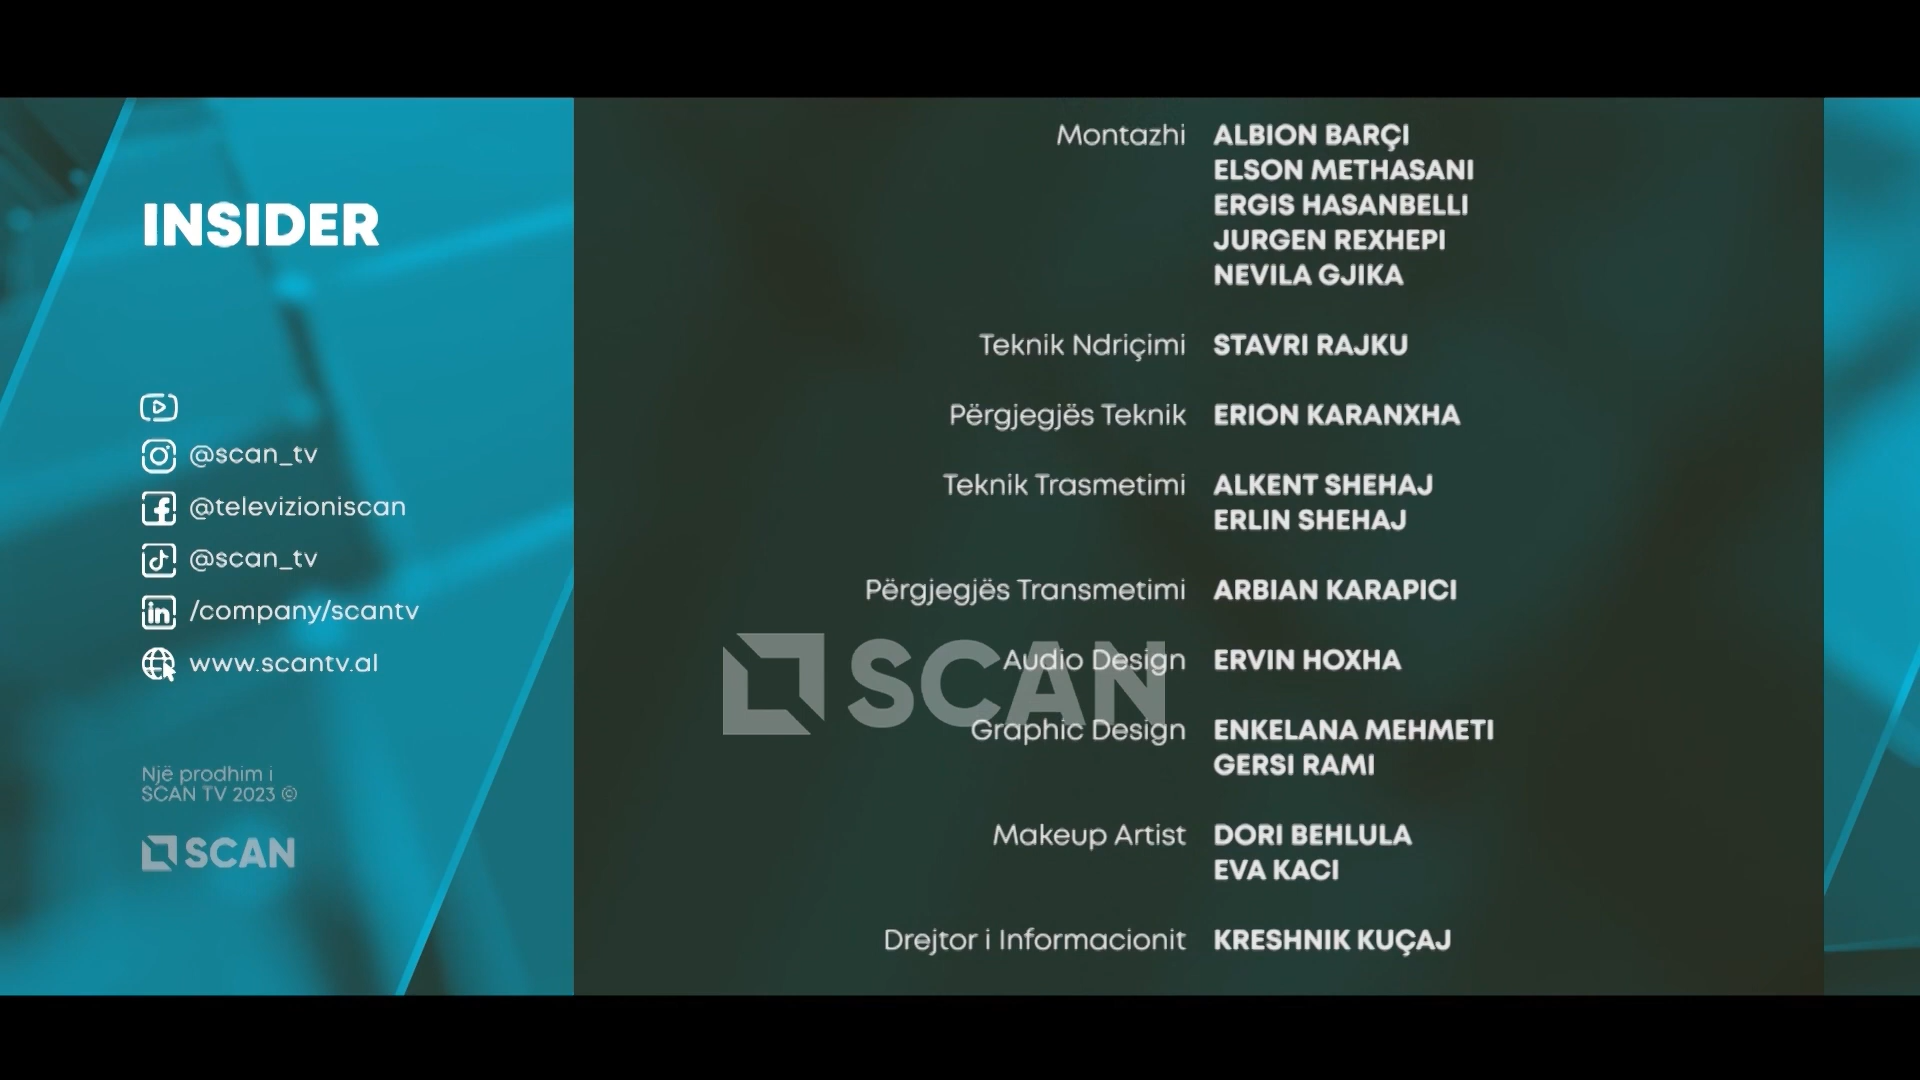 INSIDER
@scan_tv
@televizioniscan
@scan_tv
/company/scantv
www.scantv.al
Një prodhim i
SCAN TV 2023 ©
SCAN
Montazhi ALBION BARÇI
ELSON METHASANI
ERGIS HASANBELLI
JURGEN REXHEPI
NEVILA GJIKA
Teknik Ndriçimi STAVRI RAJKU
Përgjegjës Teknik ERION KARANXHA
Teknik Trasmetimi ALKENT SHEHAJ
ERLIN SHEHAJ
Përgjegjës Transmetimi ARBIAN KARAPICI
SCAN
Audio Design ERVIN HOXHA
Graphic Design ENKELANA MEHMETI
GERSI RAMI
Makeup Artist DORI BEHLULA
EVA KACI
Drejtor i Informacionit KRESHNIK KUÇAJ